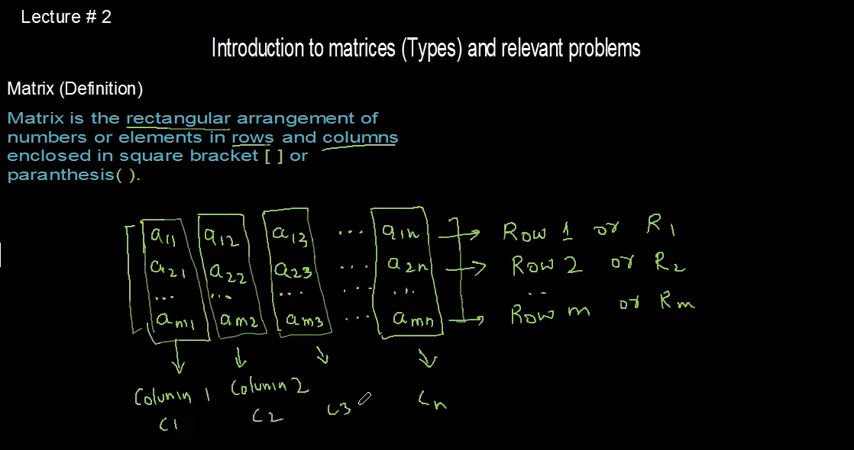 Lecture # 2
Introduction to matrices (Types) and relevant problems
Matrix (Definition)
Matrix is the rectangular arrangement of
numbers or elements in rows and columns
enclosed in square bracket [ ] or
paranthesis( ).
[ a11 a12 a13 ... a1n ] → Row 1 or R1
a21 a22 a23 ... a2n → Row 2 or R2
... ... ... ... ... ..
am1 am2 am3 ... amn → Row m or Rm
Column 1 Column 2
C1 C2 C3 Cn